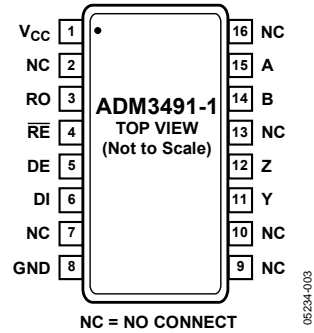 VCC 1 16 NC
NC 2 15 A
RO 3 14 B
RE 4 13 NC
DE 5 12 Z
DI 6 11 Y
NC 7 10 NC
GND 8 9 NC
ADM3491-1
TOP VIEW
(Not to Scale)
NC = NO CONNECT
05234-003